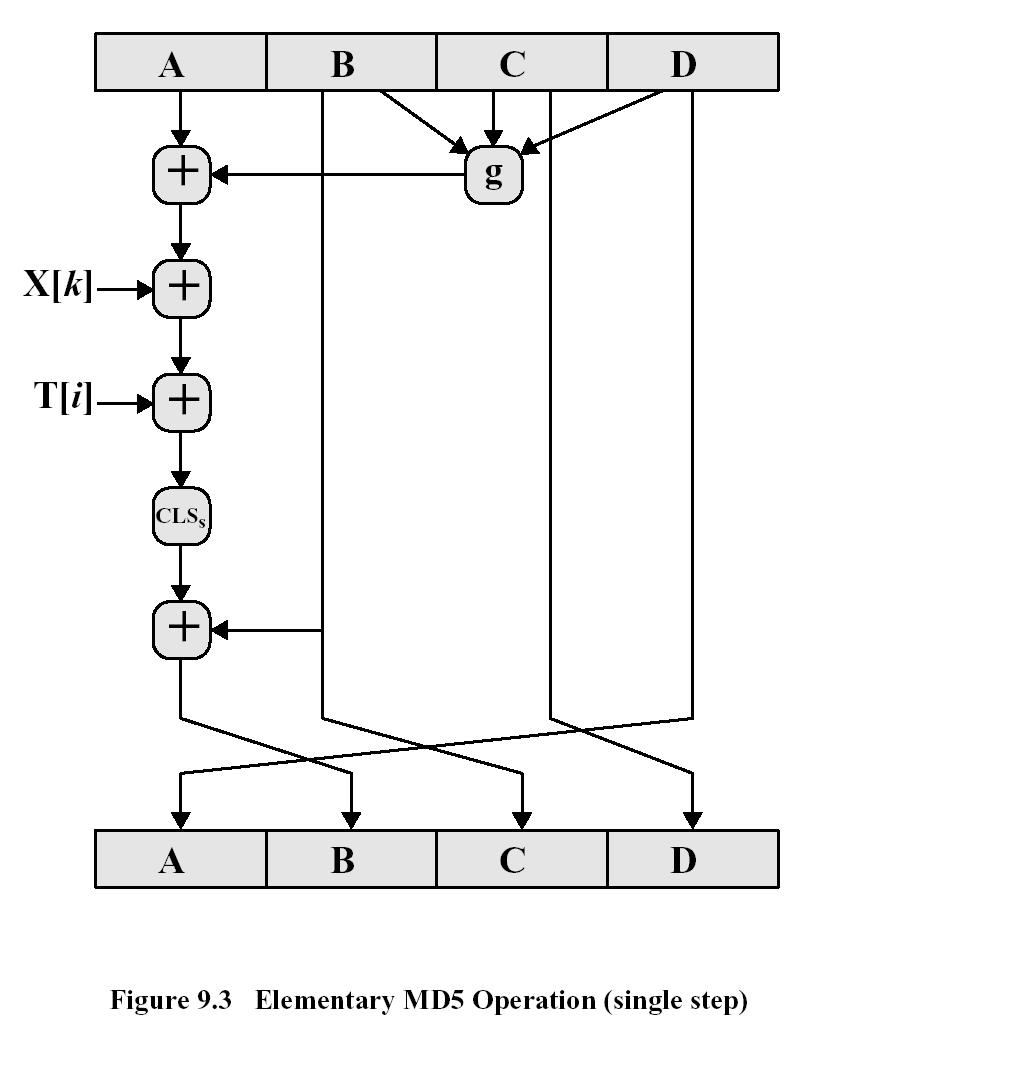 A B C D
+ g
X[k] +
T[i] +
CLSs
+
A B C D
Figure 9.3 Elementary MD5 Operation (single step)